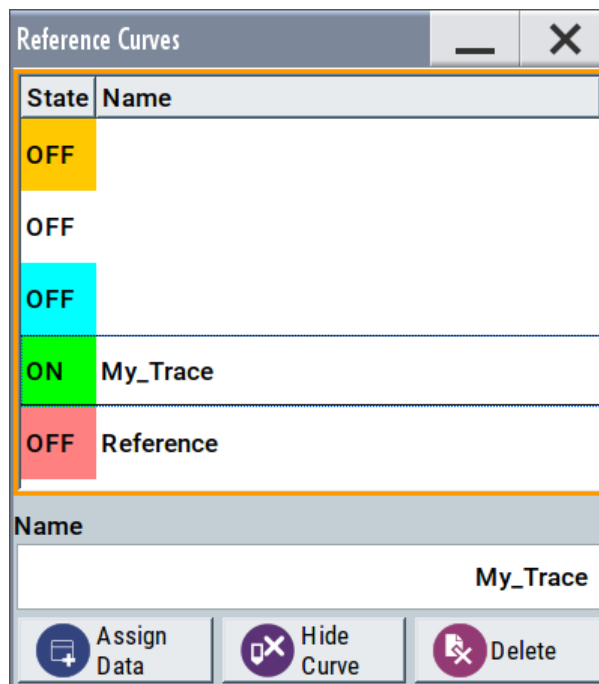 Reference Curves
State Name
OFF
OFF
OFF
ON My_Trace
OFF Reference
Name
My_Trace
Assign Data
Hide Curve
Delete